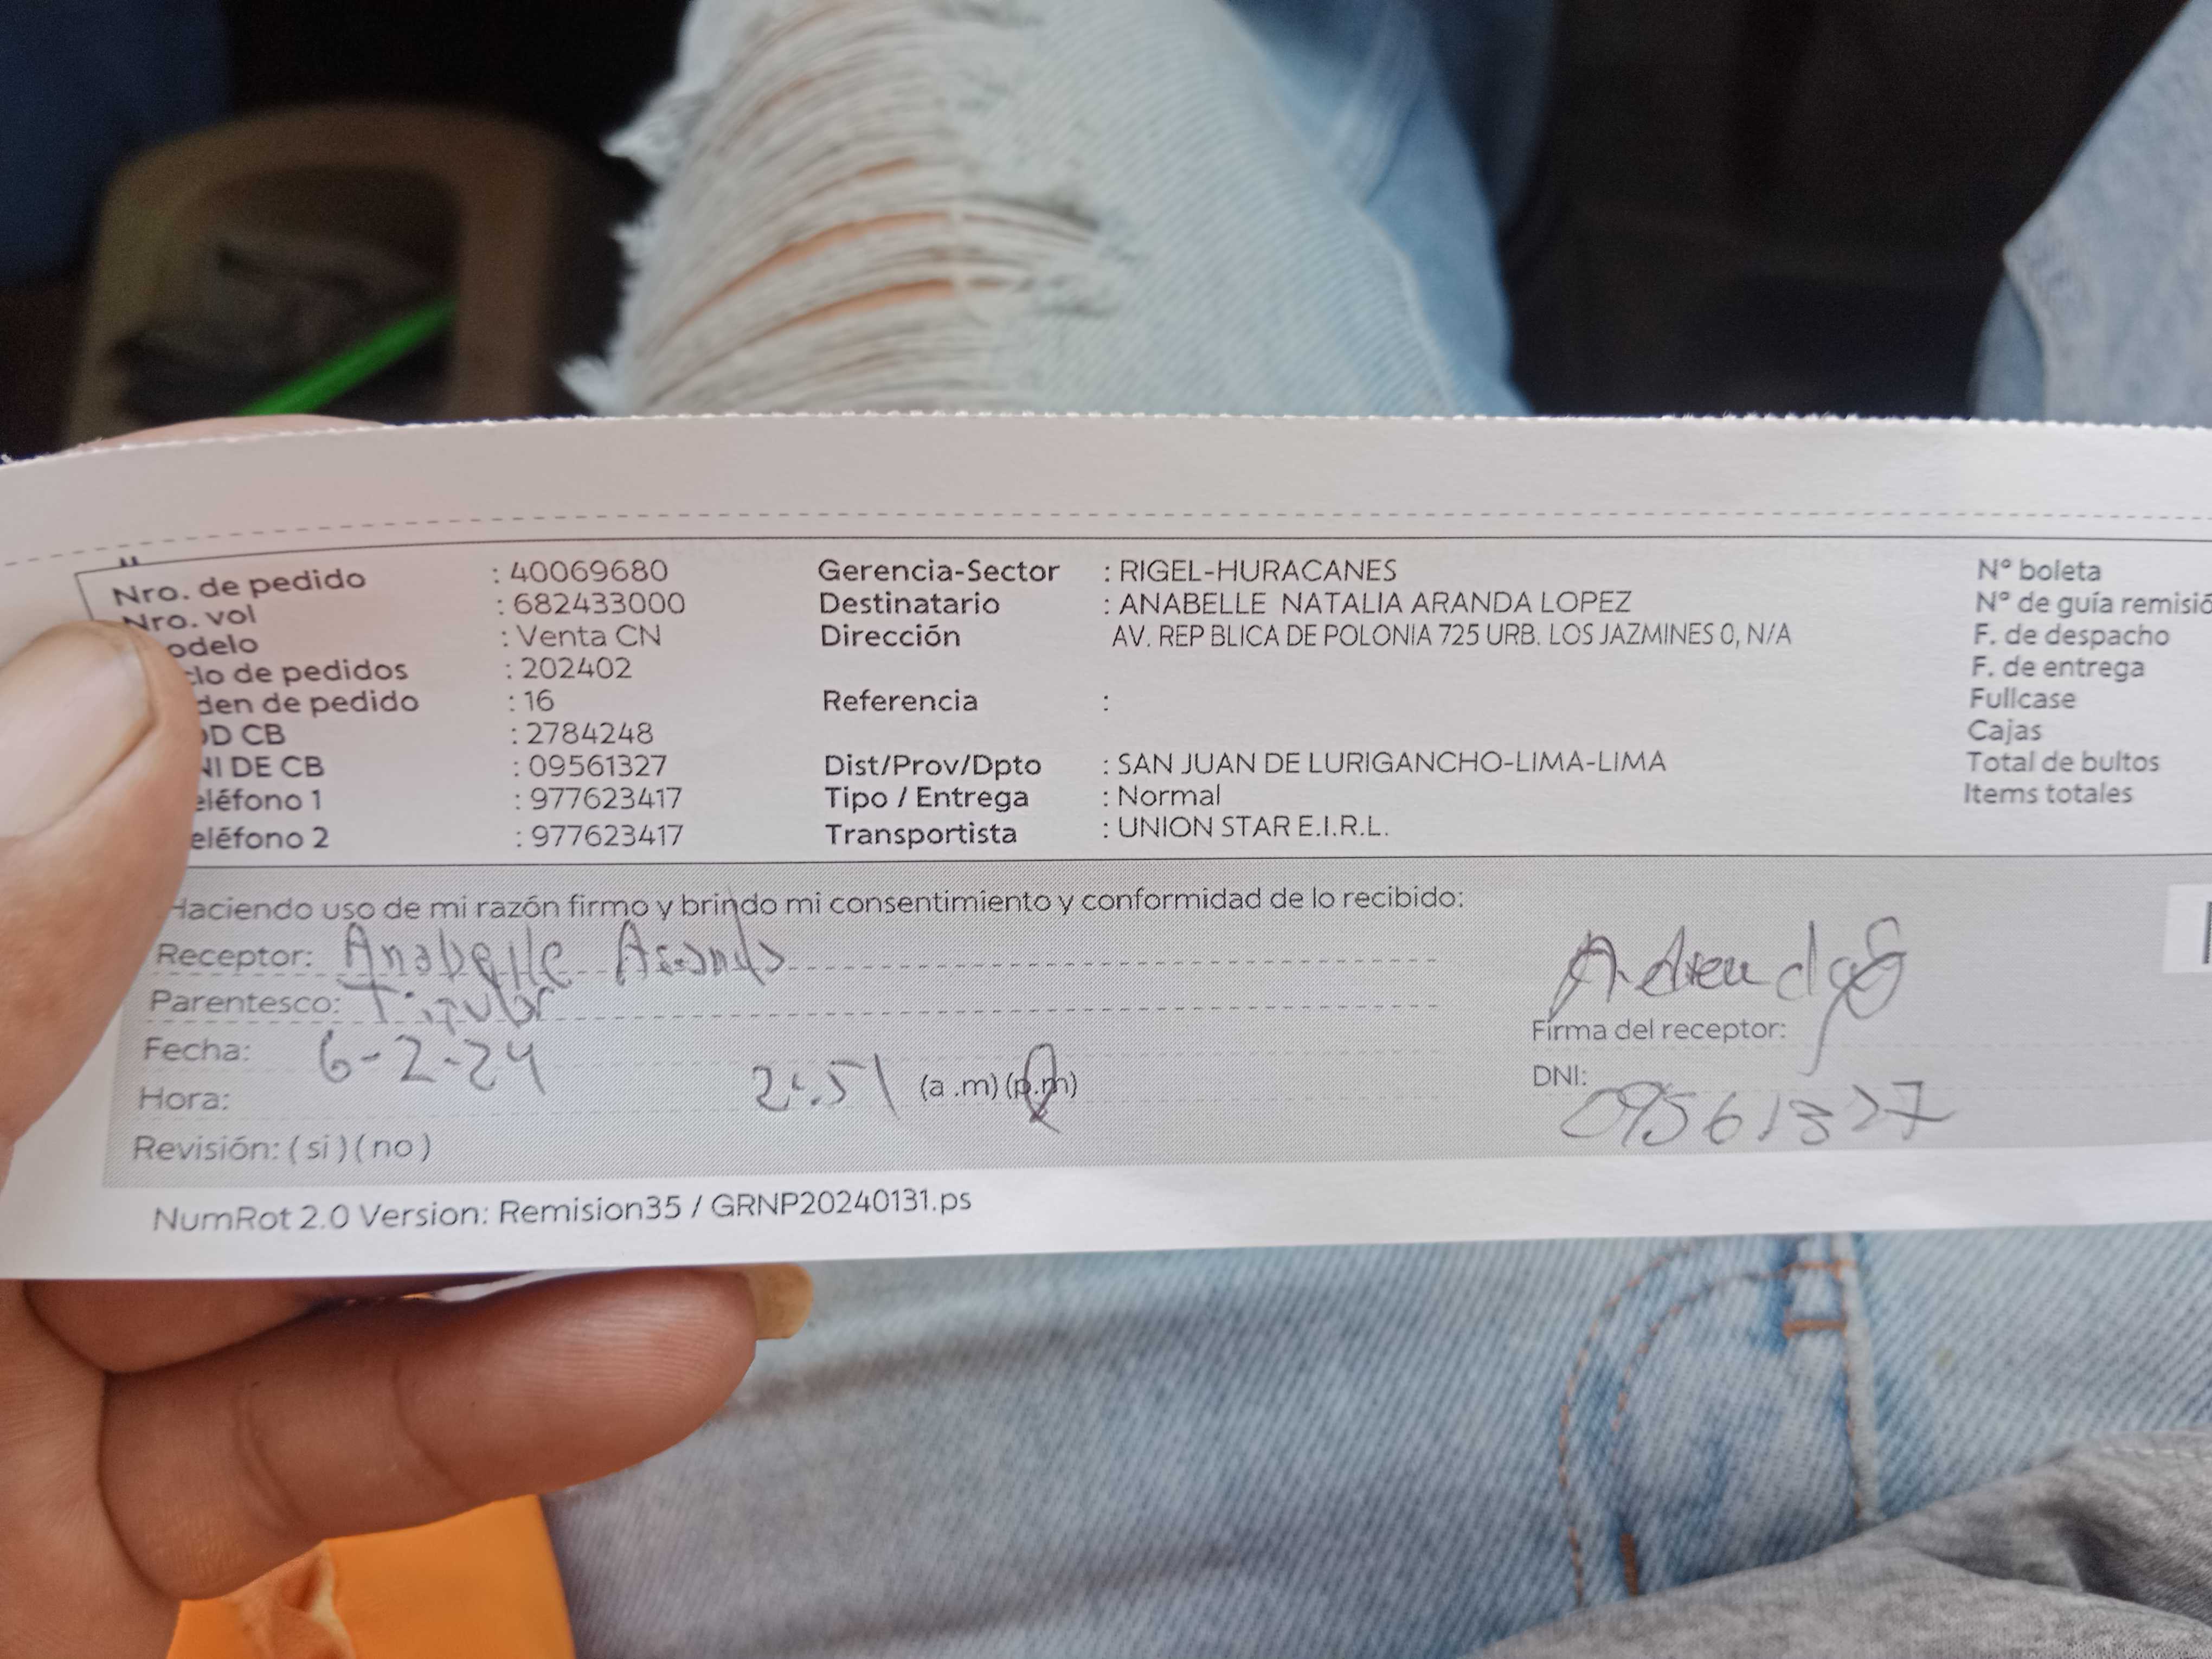 Nro. de pedido : 40069680 Gerencia-Sector : RIGEL-HURACANES N° boleta
Nro. vol : 682433000 Destinatario : ANABELLE NATALIA ARANDA LOPEZ N° de guía remisió
odelo : Venta CN Dirección AV. REP BLICA DE POLONIA 725 URB. LOS JAZMINES 0, N/A F. de despacho
clo de pedidos : 202402 F. de entrega
den de pedido : 16 Referencia : Fullcase
OD CB : 2784248 Cajas
NI DE CB : 09561327 Dist/Prov/Dpto : SAN JUAN DE LURIGANCHO-LIMA-LIMA Total de bultos
eléfono 1 : 977623417 Tipo / Entrega : Normal Items totales
eléfono 2 : 977623417 Transportista : UNION STAR E.I.R.L.
Haciendo uso de mi razón firmo y brindo mi consentimiento y conformidad de lo recibido:
Receptor: Anabelle Aranda
Parentesco: Titular
Firma del receptor:
Fecha: 6-2-24
DNI: 09561327
Hora: 2:51 (a .m) (p.m)
Revisión: ( si ) ( no )
NumRot 2.0 Version: Remision35 / GRNP20240131.ps